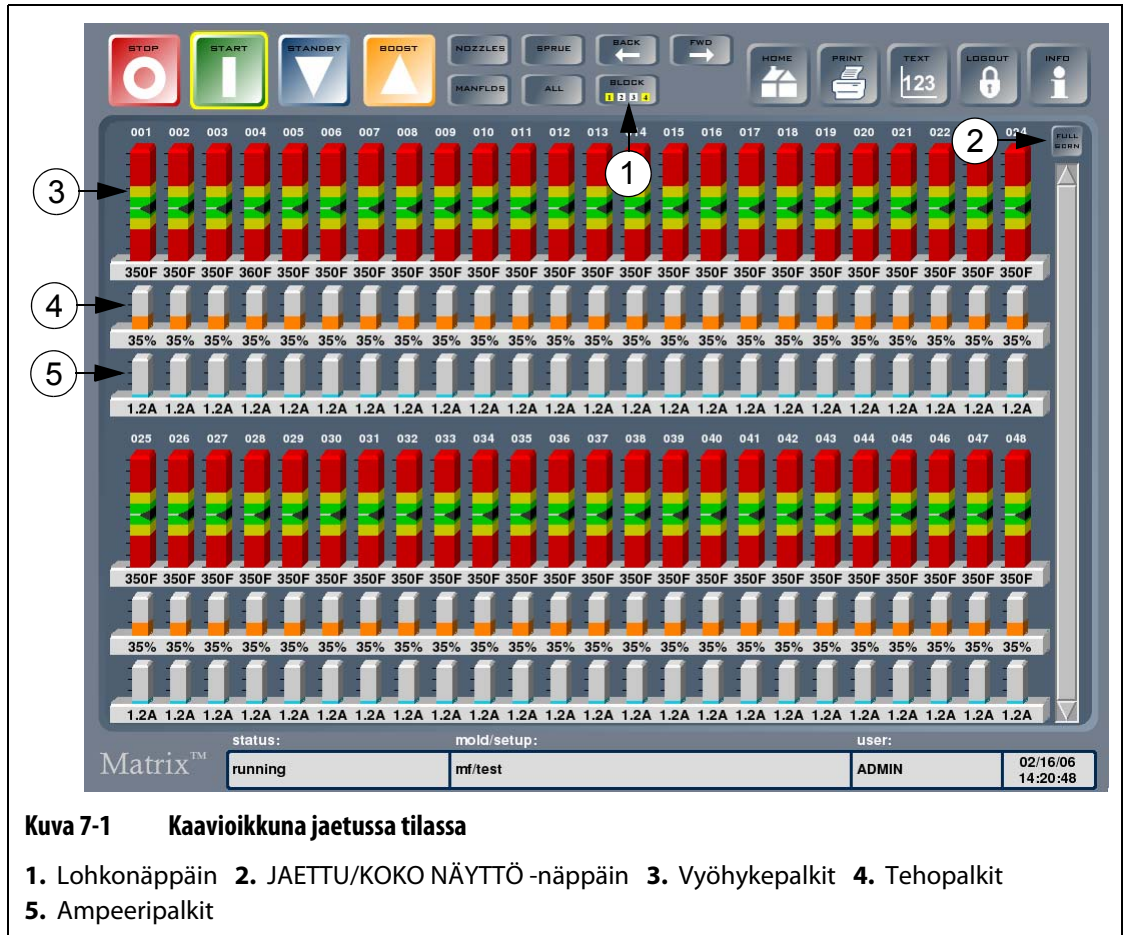 STOP START STANDBY BOOST NOZZLES SPRUE BACK FWD HOME PRINT TEXT LOGOUT INFO
123
MANFLDS ALL BLOCK
1 2 3 4
001 002 003 004 005 006 007 008 009 010 011 012 013 014 015 016 017 018 019 020 021 022 024 FULL SCRN
1
2
3
350F 350F 350F 360F 350F 350F 350F 350F 350F 350F 350F 350F 350F 350F 350F 350F 350F 350F 350F 350F 350F 350F 350F 350F
4
35% 35% 35% 35% 35% 35% 35% 35% 35% 35% 35% 35% 35% 35% 35% 35% 35% 35% 35% 35% 35% 35% 35% 35%
5
1.2A 1.2A 1.2A 1.2A 1.2A 1.2A 1.2A 1.2A 1.2A 1.2A 1.2A 1.2A 1.2A 1.2A 1.2A 1.2A 1.2A 1.2A 1.2A 1.2A 1.2A 1.2A 1.2A 1.2A
025 026 027 028 029 030 031 032 033 034 035 036 037 038 039 040 041 042 043 044 045 046 047 048
350F 350F 350F 350F 350F 350F 350F 350F 350F 350F 350F 350F 350F 350F 350F 350F 350F 350F 350F 350F 350F 350F 350F 350F
35% 35% 35% 35% 35% 35% 35% 35% 35% 35% 35% 35% 35% 35% 35% 35% 35% 35% 35% 35% 35% 35% 35% 35%
1.2A 1.2A 1.2A 1.2A 1.2A 1.2A 1.2A 1.2A 1.2A 1.2A 1.2A 1.2A 1.2A 1.2A 1.2A 1.2A 1.2A 1.2A 1.2A 1.2A 1.2A 1.2A 1.2A 1.2A
status: mold/setup: user:
Matrix™ running mf/test ADMIN 02/16/06
14:20:48
Kuva 7-1 Kaavioikkuna jaetussa tilassa
1. Lohkonäppäin 2. JAETTU/KOKO NÄYTTÖ -näppäin 3. Vyöhykepalkit 4. Tehopalkit
5. Ampeeripalkit